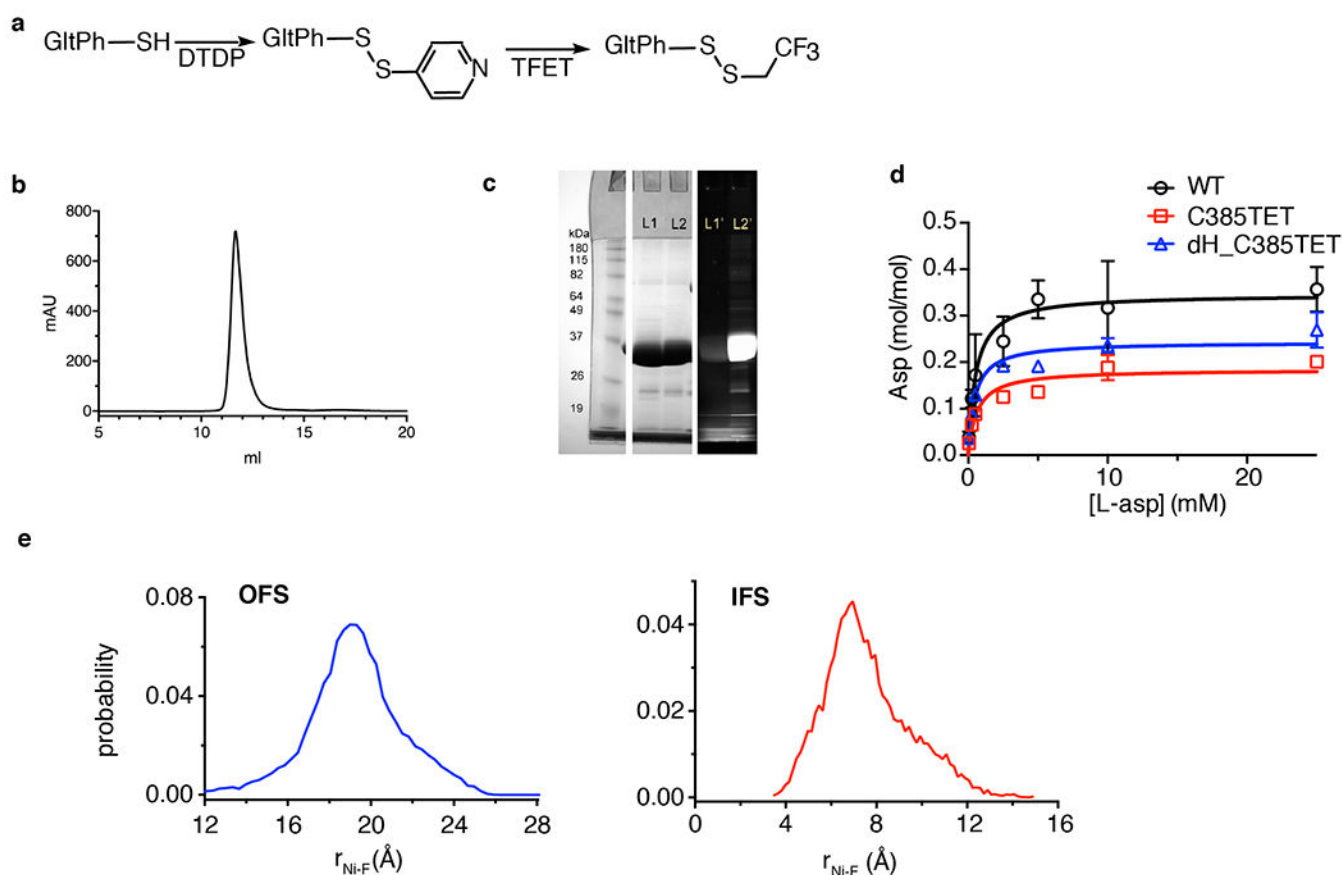 a
GltPh SH DTDP GltPh S S N TFET GltPh S S CF3
b
mAU
800
600
400
200
0
5 10 15 20
ml
c
kDa
180
115
82
64
49
37
26
19
L1 L2 L1' L2'
d
WT
C385TET
dH_C385TET
Asp (mol/mol)
0.5
0.4
0.3
0.2
0.1
0.0
0 10 20
[L-asp] (mM)
e
OFS
probability
0.08
0.04
0.00
12 16 20 24 28
rNi-F (Å)
IFS
0.04
0.02
0.00
0 4 8 12 16
rNi-F (Å)